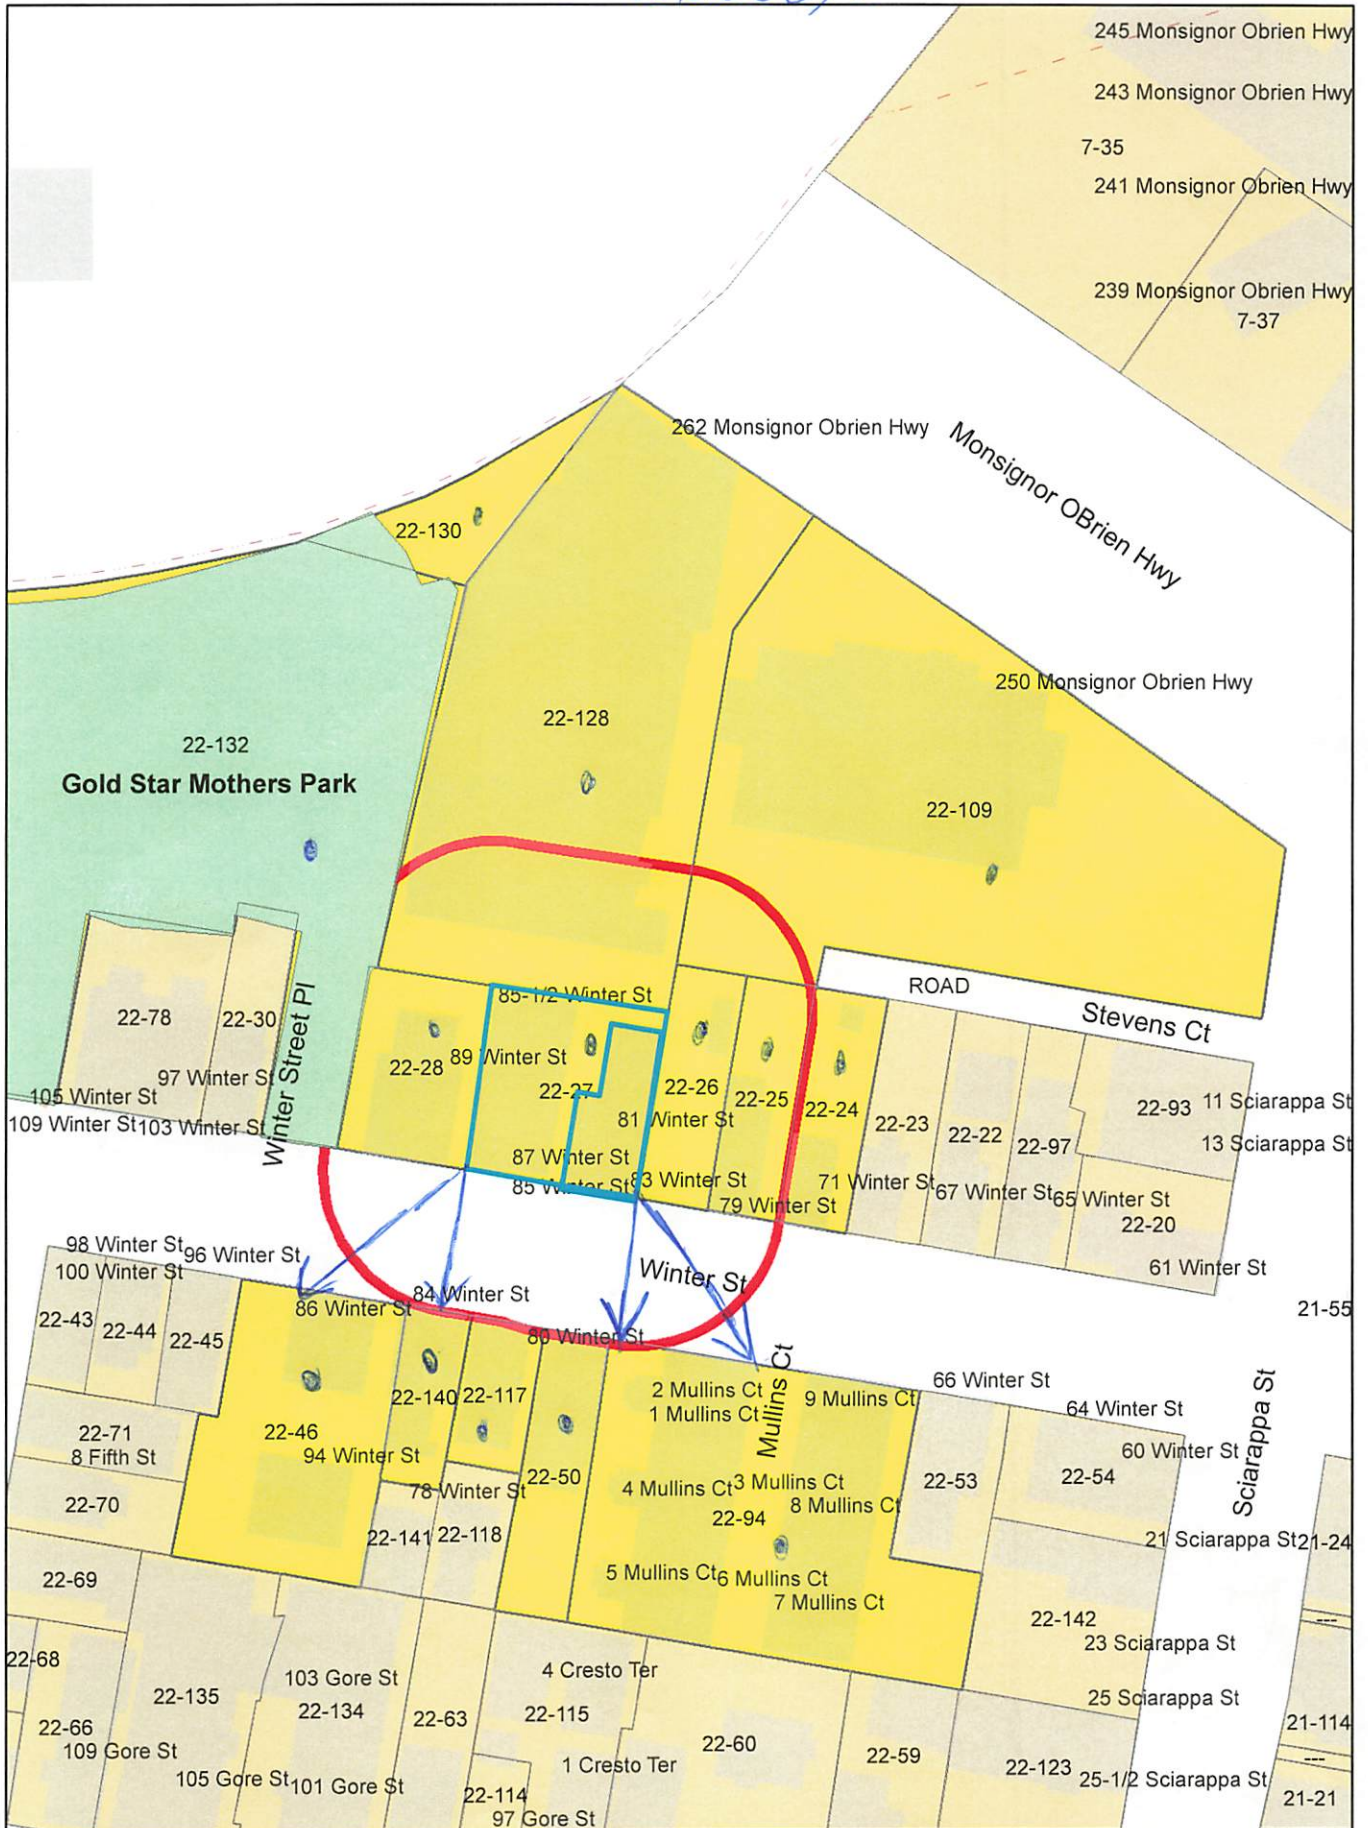 245 Monsignor Obrien Hwy
243 Monsignor Obrien Hwy
7-35
241 Monsignor Obrien Hwy
239 Monsignor Obrien Hwy
7-37
262 Monsignor Obrien Hwy
Monsignor OBrien Hwy
22-130
250 Monsignor Obrien Hwy
22-128
22-132
Gold Star Mothers Park
22-109
ROAD
Stevens Ct
85-1/2 Winter St
22-78
22-30
Winter Street Pl
22-28
89 Winter St
22-27
22-26
22-25
22-24
22-23
22-22
22-97
22-93
11 Sciarappa St
97 Winter St
105 Winter St
109 Winter St
103 Winter St
81 Winter St
13 Sciarappa St
87 Winter St
85 Winter St
83 Winter St
79 Winter St
71 Winter St
67 Winter St
65 Winter St
22-20
61 Winter St
98 Winter St
96 Winter St
100 Winter St
86 Winter St
84 Winter St
Winter St
21-55
22-43
22-44
22-45
80 Winter St
Mullins Ct
2 Mullins Ct
1 Mullins Ct
9 Mullins Ct
66 Winter St
64 Winter St
Sciarappa St
22-140
22-117
22-71
8 Fifth St
22-46
94 Winter St
60 Winter St
22-50
22-53
22-54
22-70
78 Winter St
4 Mullins Ct
3 Mullins Ct
8 Mullins Ct
22-94
22-141
22-118
21 Sciarappa St
21-24
22-69
5 Mullins Ct
6 Mullins Ct
7 Mullins Ct
22-142
---
23 Sciarappa St
22-68
103 Gore St
4 Cresto Ter
22-135
22-134
22-63
22-115
25 Sciarappa St
22-66
109 Gore St
22-60
22-59
21-114
---
105 Gore St
101 Gore St
22-114
1 Cresto Ter
22-123
25-1/2 Sciarappa St
21-21
97 Gore St